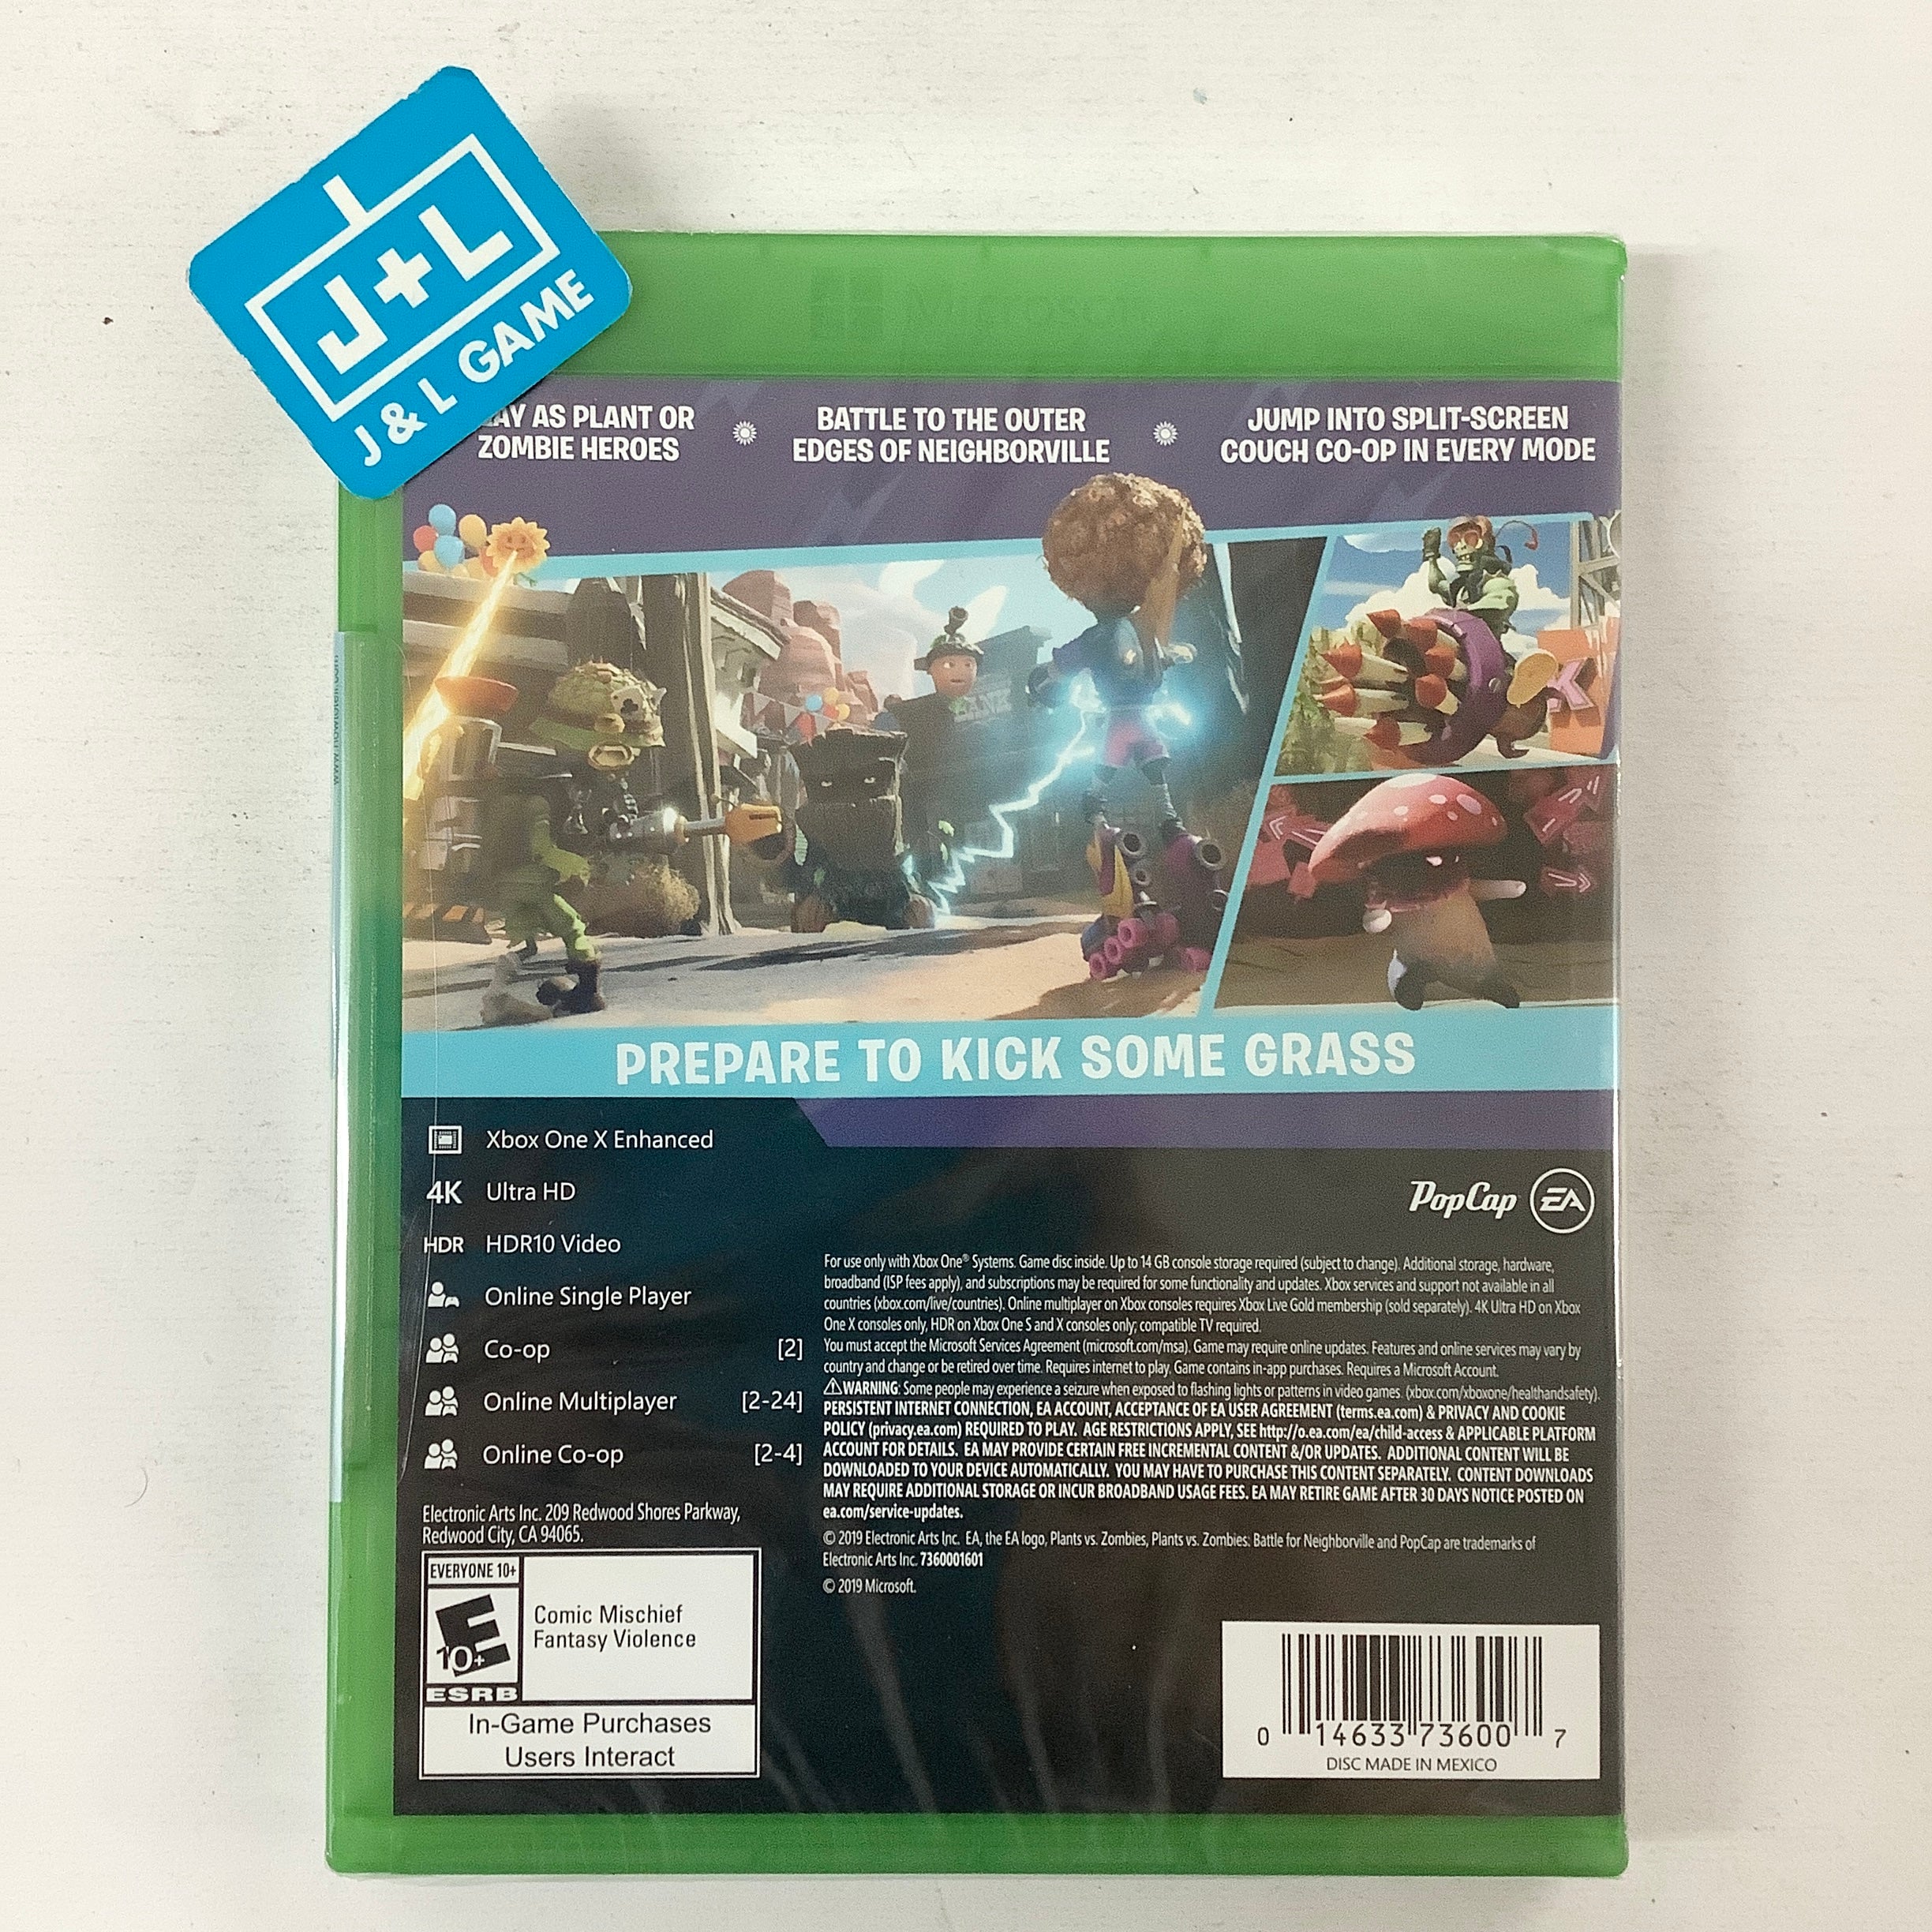 J+L
J & L GAME
AS PLANT OR
ZOMBIE HEROES
BATTLE TO THE OUTER
EDGES OF NEIGHBORVILLE
JUMP INTO SPLIT-SCREEN
COUCH CO-OP IN EVERY MODE
BANK
PREPARE TO KICK SOME GRASS
Xbox One X Enhanced
4K Ultra HD
HDR HDR10 Video
Online Single Player
Co-op [2]
Online Multiplayer [2-24]
Online Co-op [2-4]
Electronic Arts Inc. 209 Redwood Shores Parkway,
Redwood City, CA 94065.
EVERYONE 10+
E
10+
ESRB
Comic Mischief
Fantasy Violence
In-Game Purchases
Users Interact
PopCap EA
For use only with Xbox One® Systems. Game disc inside. Up to 14 GB console storage required (subject to change). Additional storage, hardware,
broadband (ISP fees apply), and subscriptions may be required for some functionality and updates. Xbox services and support not available in all
countries (xbox.com/live/countries). Online multiplayer on Xbox consoles requires Xbox Live Gold membership (sold separately). 4K Ultra HD on Xbox
One X consoles only, HDR on Xbox One S and X consoles only; compatible TV required.
You must accept the Microsoft Services Agreement (microsoft.com/msa). Game may require online updates. Features and online services may vary by
country and change or be retired over time. Requires internet to play. Game contains in-app purchases. Requires a Microsoft Account.
⚠WARNING: Some people may experience a seizure when exposed to flashing lights or patterns in video games. (xbox.com/xboxone/healthandsafety).
PERSISTENT INTERNET CONNECTION, EA ACCOUNT, ACCEPTANCE OF EA USER AGREEMENT (terms.ea.com) & PRIVACY AND COOKIE
POLICY (privacy.ea.com) REQUIRED TO PLAY. AGE RESTRICTIONS APPLY, SEE http://o.ea.com/ea/child-access & APPLICABLE PLATFORM
ACCOUNT FOR DETAILS. EA MAY PROVIDE CERTAIN FREE INCREMENTAL CONTENT &/OR UPDATES. ADDITIONAL CONTENT WILL BE
DOWNLOADED TO YOUR DEVICE AUTOMATICALLY. YOU MAY HAVE TO PURCHASE THIS CONTENT SEPARATELY. CONTENT DOWNLOADS
MAY REQUIRE ADDITIONAL STORAGE OR INCUR BROADBAND USAGE FEES. EA MAY RETIRE GAME AFTER 30 DAYS NOTICE POSTED ON
ea.com/service-updates.
© 2019 Electronic Arts Inc. EA, the EA logo, Plants vs. Zombies, Plants vs. Zombies: Battle for Neighborville and PopCap are trademarks of
Electronic Arts Inc. 7360001601
© 2019 Microsoft.
0 14633 73600 7
DISC MADE IN MEXICO